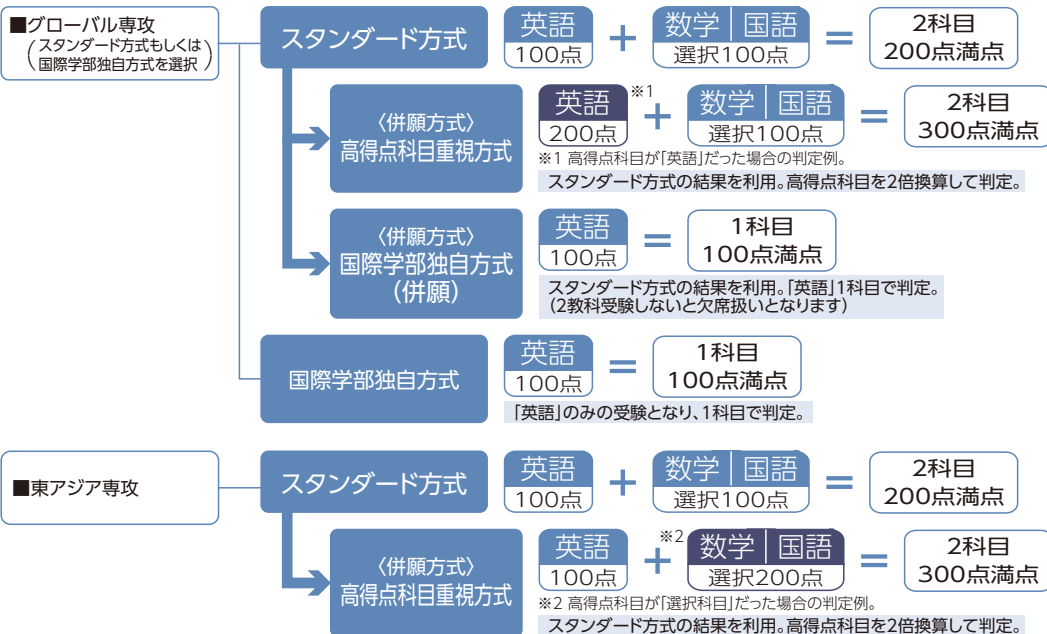 ■グローバル専攻
(スタンダード方式もしくは
国際学部独自方式を選択)
スタンダード方式
英語
100点
+
数学|国語
選択100点
=
2科目
200点満点
〈併願方式〉
高得点科目重視方式
英語
200点
※1
+
数学|国語
選択100点
=
2科目
300点満点
※1 高得点科目が「英語」だった場合の判定例。
スタンダード方式の結果を利用。高得点科目を2倍換算して判定。
〈併願方式〉
国際学部独自方式
(併願)
英語
100点
=
1科目
100点満点
スタンダード方式の結果を利用。「英語」1科目で判定。
(2教科受験しないと欠席扱いとなります)
国際学部独自方式
英語
100点
=
1科目
100点満点
「英語」のみの受験となり、1科目で判定。
■東アジア専攻
スタンダード方式
英語
100点
+
数学|国語
選択100点
=
2科目
200点満点
〈併願方式〉
高得点科目重視方式
英語
100点
+
※2
数学|国語
選択200点
=
2科目
300点満点
※2 高得点科目が「選択科目」だった場合の判定例。
スタンダード方式の結果を利用。高得点科目を2倍換算して判定。